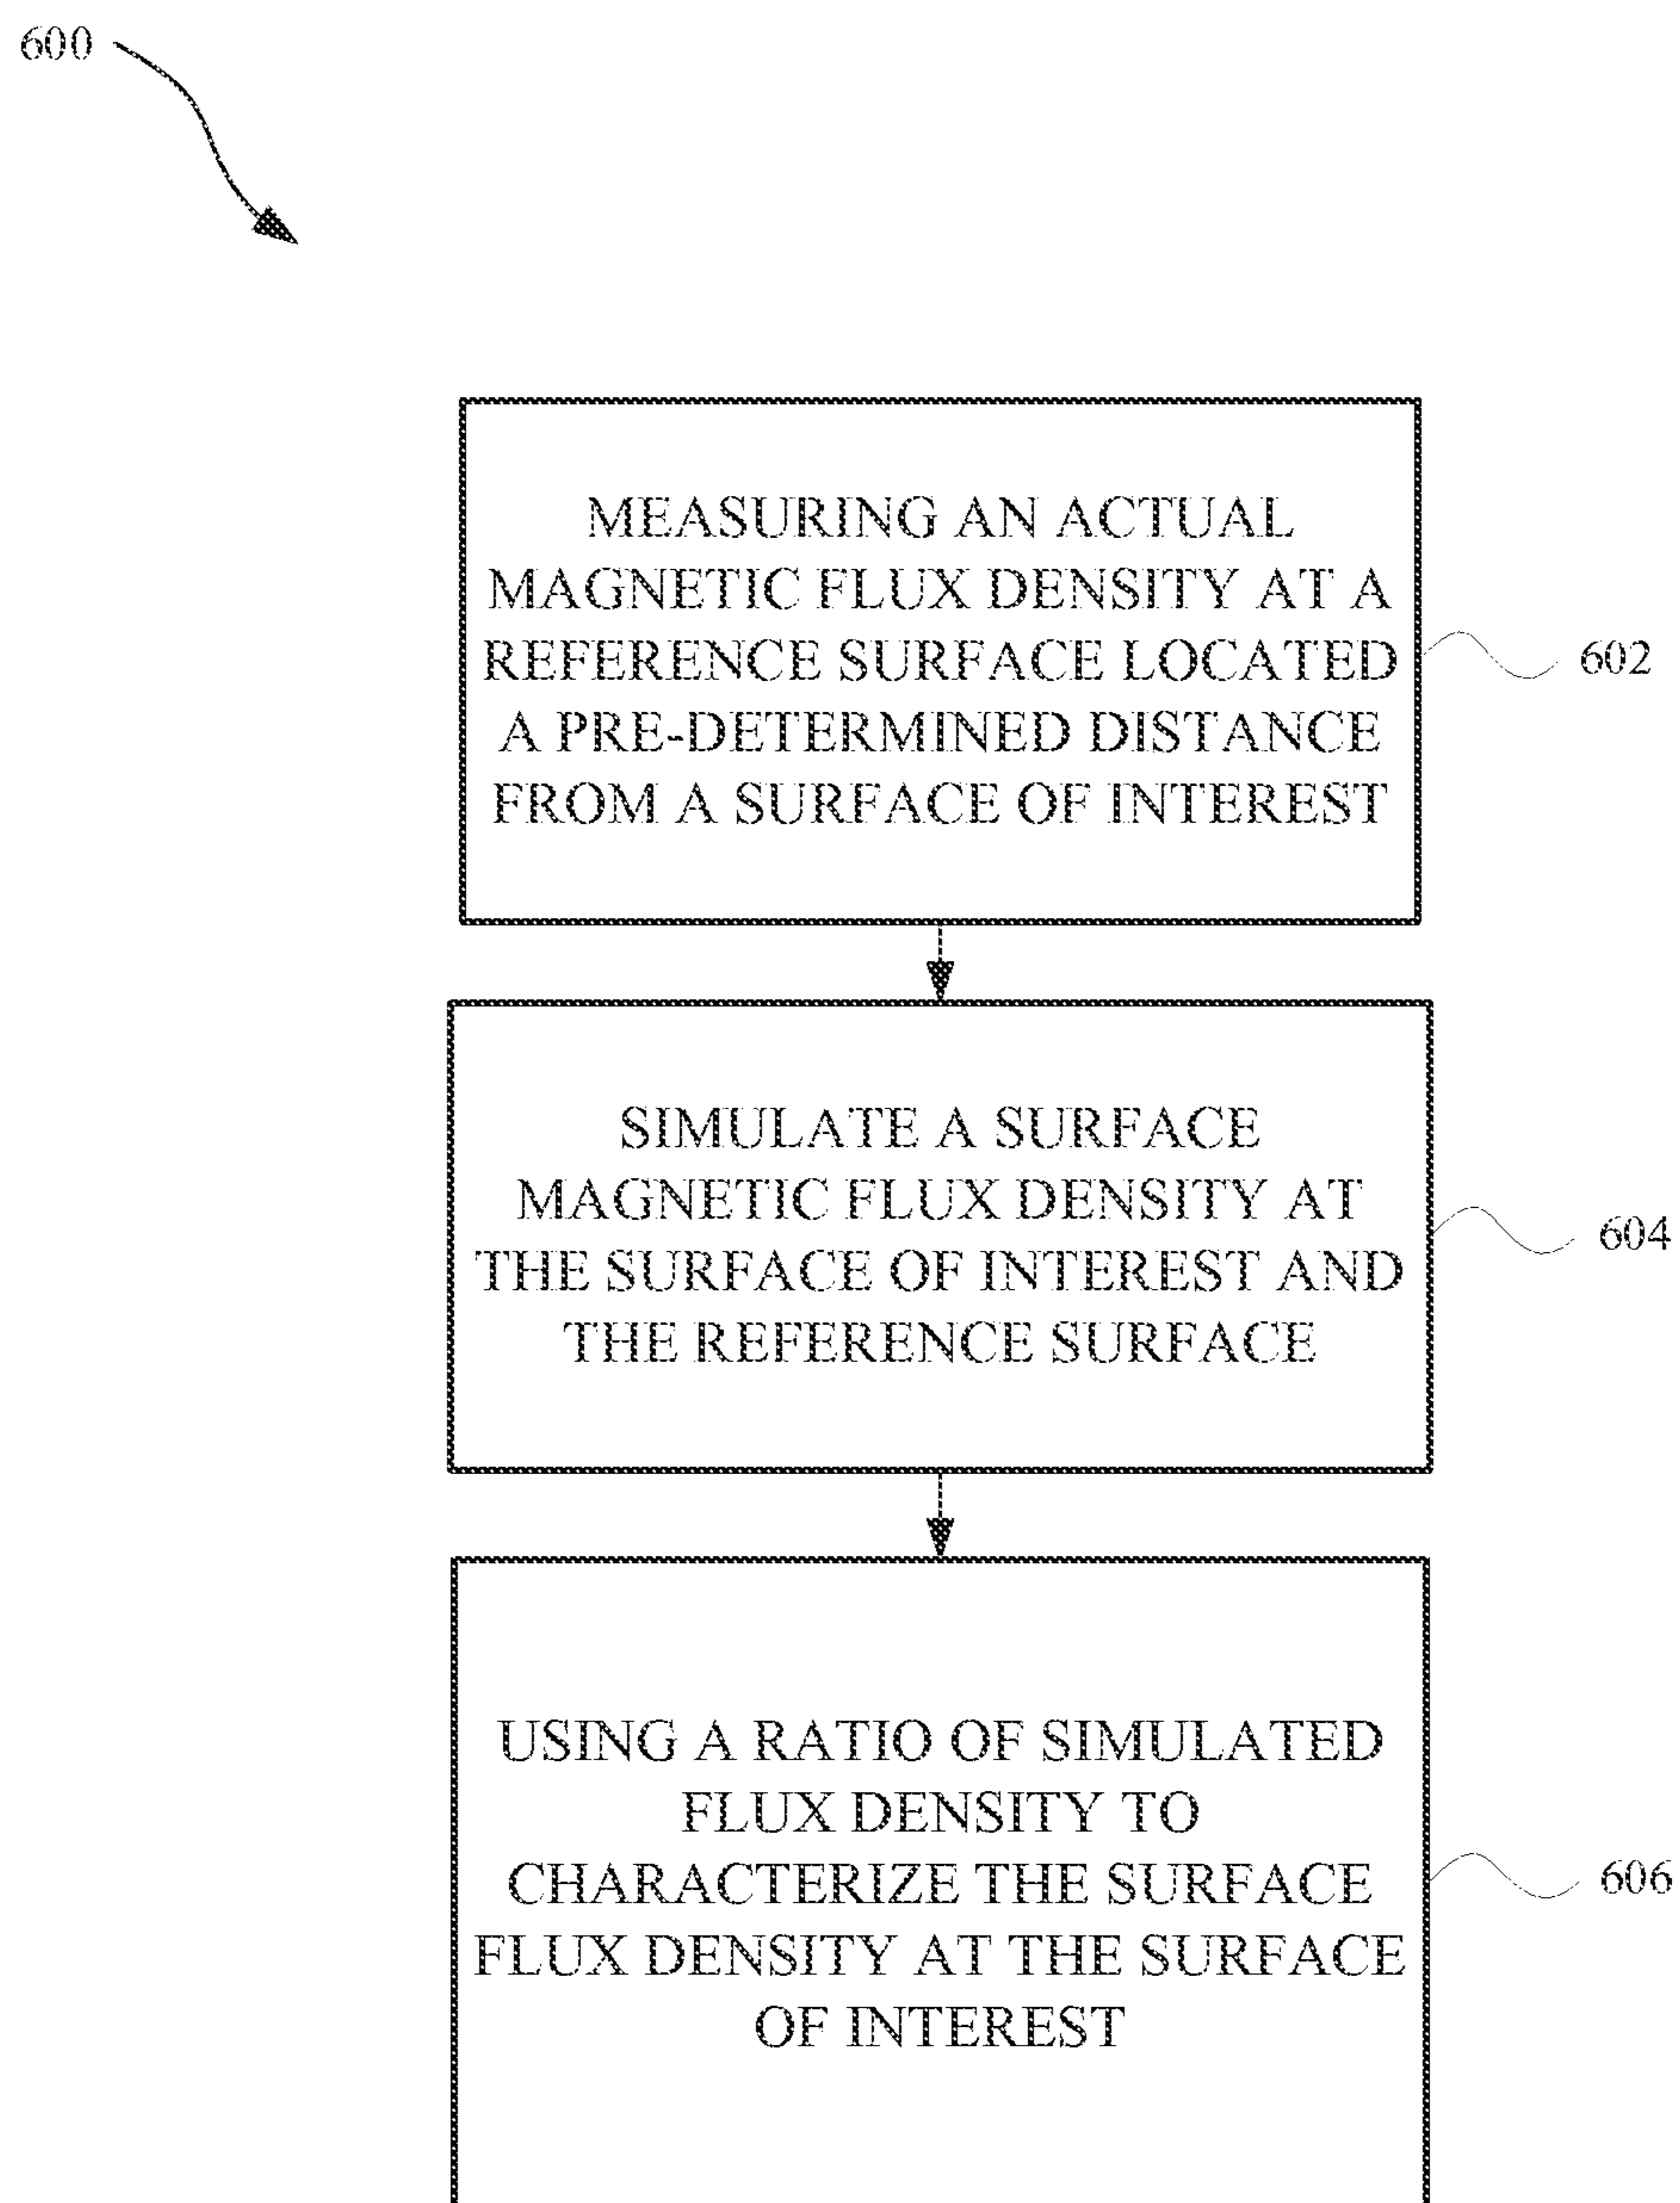 600
MEASURING AN ACTUAL
MAGNETIC FLUX DENSITY AT A
REFERENCE SURFACE LOCATED
A PRE-DETERMINED DISTANCE
FROM A SURFACE OF INTEREST
602
SIMULATE A SURFACE
MAGNETIC FLUX DENSITY AT
THE SURFACE OF INTEREST AND
THE REFERENCE SURFACE
604
USING A RATIO OF SIMULATED
FLUX DENSITY TO
CHARACTERIZE THE SURFACE
FLUX DENSITY AT THE SURFACE
OF INTEREST
606